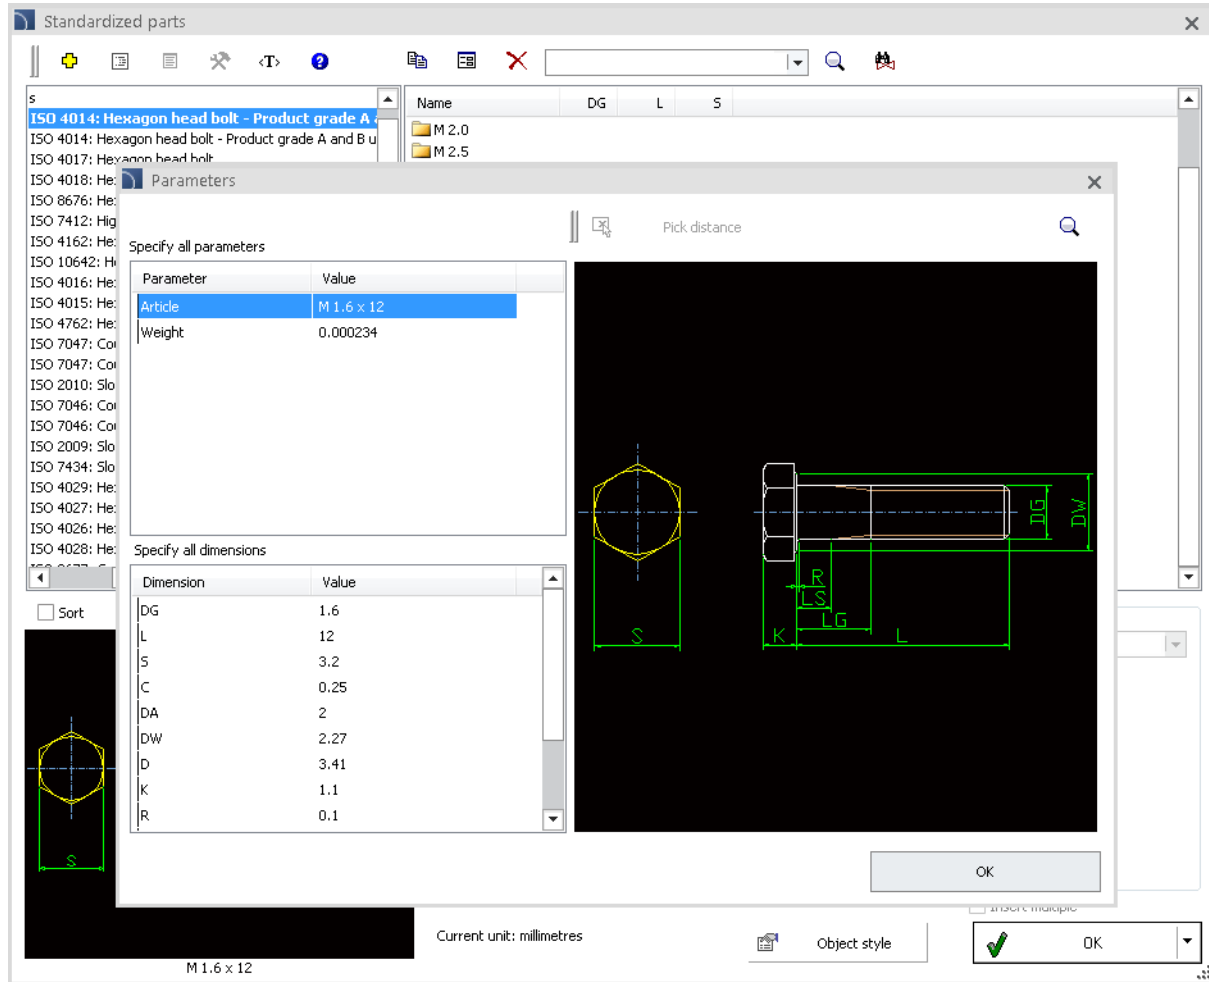 Standardized parts
<T>
s
ISO 4014: Hexagon head bolt - Product grade A a
ISO 4014: Hexagon head bolt - Product grade A and B u
ISO 4017: Hexagon head bolt
ISO 4018: He
ISO 8676: He
ISO 7412: Hig
ISO 4162: He
ISO 10642: H
ISO 4016: He
ISO 4015: He
ISO 4762: He
ISO 7047: Co
ISO 7047: Co
ISO 2010: Slo
ISO 7046: Co
ISO 7046: Co
ISO 2009: Slo
ISO 7434: Slo
ISO 4029: He
ISO 4027: He
ISO 4026: He
ISO 4028: He
Sort
S
M 1.6 x 12
Name DG L S
M 2.0
M 2.5
Parameters
Pick distance
Specify all parameters
Parameter Value
Article M 1.6 x 12
Weight 0.000234
Specify all dimensions
Dimension Value
DG 1.6
L 12
S 3.2
C 0.25
DA 2
DW 2.27
D 3.41
K 1.1
R 0.1
DG
DW
R
LS
LG
S
K
L
OK
Insert multiple
Current unit: millimetres
Object style
OK